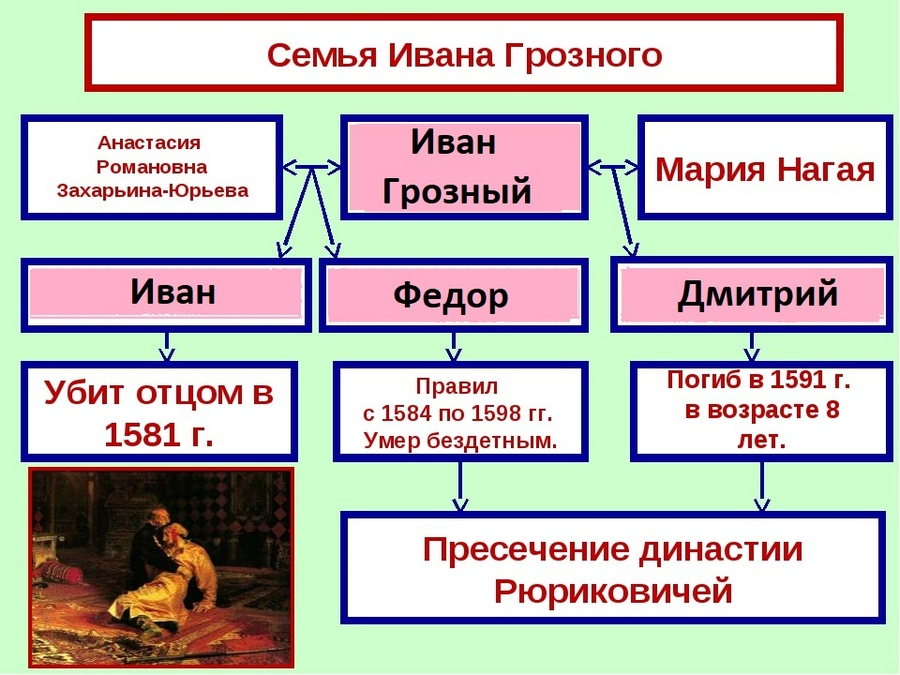 Семья Ивана Грозного
Анастасия
Романовна
Захарьина-Юрьева
Иван
Грозный
Мария Нагая
Иван
Федор
Дмитрий
Убит отцом в
1581 г.
Правил
с 1584 по 1598 гг.
Умер бездетным.
Погиб в 1591 г.
в возрасте 8
лет.
Пресечение династии
Рюриковичей